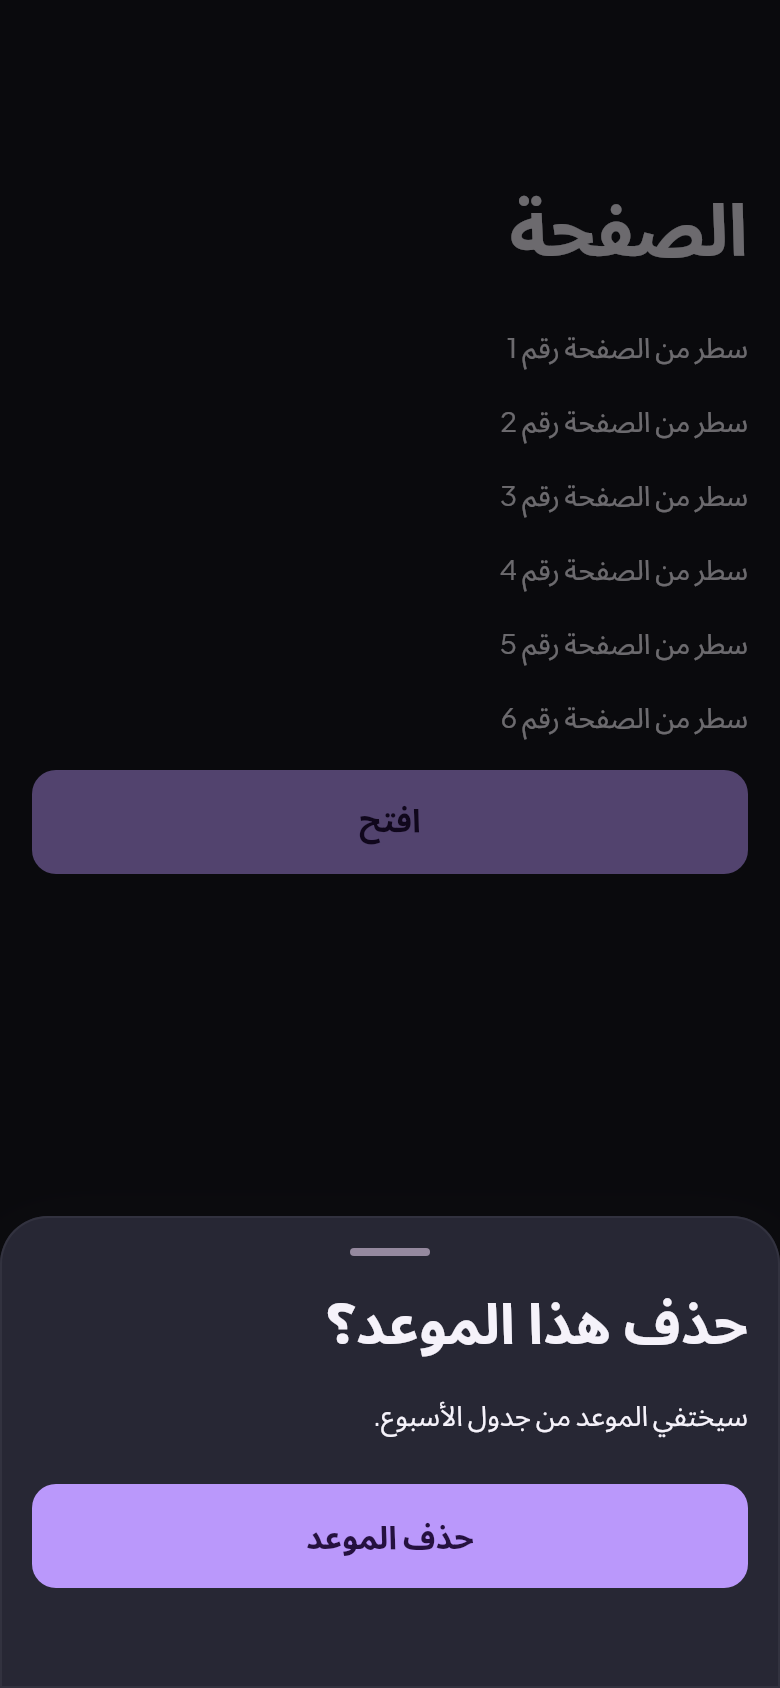 الصفحة
سطر من الصفحة رقم 1
سطر من الصفحة رقم 2
سطر من الصفحة رقم 3
سطر من الصفحة رقم 4
سطر من الصفحة رقم 5
سطر من الصفحة رقم 6
افتح
حذف هذا الموعد؟
سيختفي الموعد من جدول الأسبوع.
حذف الموعد